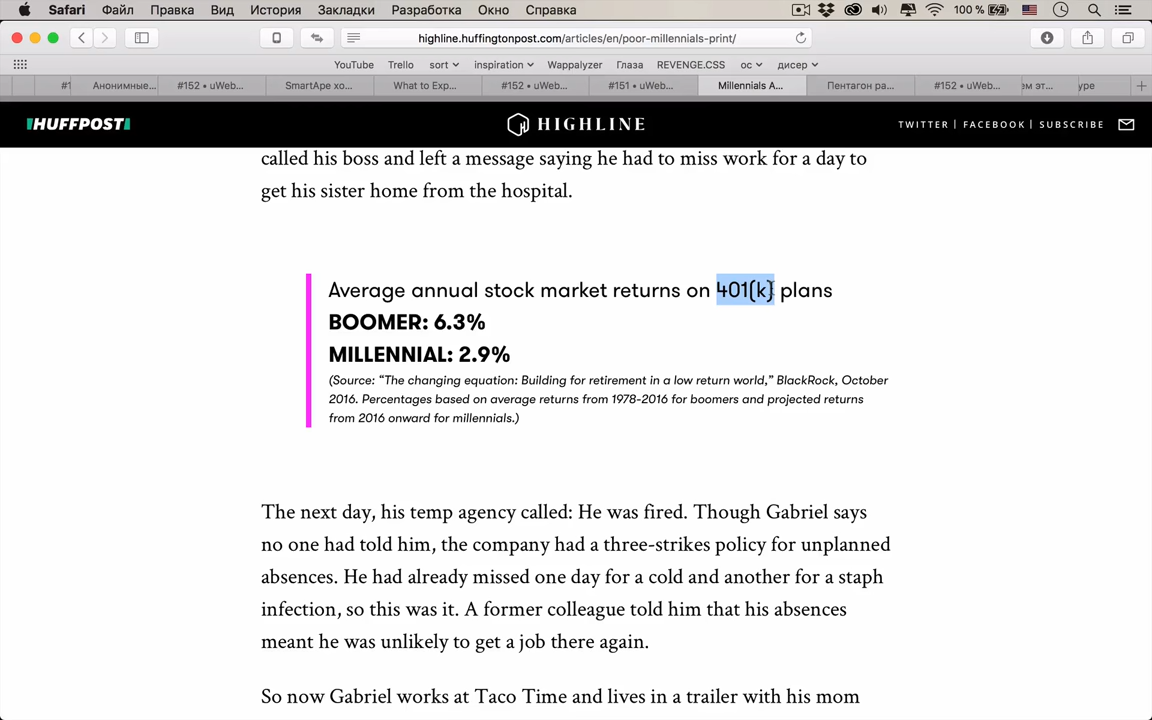 Safari Файл Правка Вид История Закладки Разработка Окно Справка 100 %
highline.huffingtonpost.com/articles/en/poor-millennials-print/
YouTube Trello sort inspiration Wappalyzer Глаза REVENGE.CSS ос дисер
#1 Анонимные... #152 • uWeb... SmartApe хо... What to Exp... #152 • uWeb... #151 • uWeb... Millennials A... Пентагон ра... #152 • uWeb... ем эт... ype
HUFFPOST HIGHLINE TWITTER | FACEBOOK | SUBSCRIBE
called his boss and left a message saying he had to miss work for a day to
get his sister home from the hospital.
Average annual stock market returns on 401(k) plans
BOOMER: 6.3%
MILLENNIAL: 2.9%
(Source: “The changing equation: Building for retirement in a low return world,” BlackRock, October
2016. Percentages based on average returns from 1978-2016 for boomers and projected returns
from 2016 onward for millennials.)
The next day, his temp agency called: He was fired. Though Gabriel says
no one had told him, the company had a three-strikes policy for unplanned
absences. He had already missed one day for a cold and another for a staph
infection, so this was it. A former colleague told him that his absences
meant he was unlikely to get a job there again.
So now Gabriel works at Taco Time and lives in a trailer with his mom